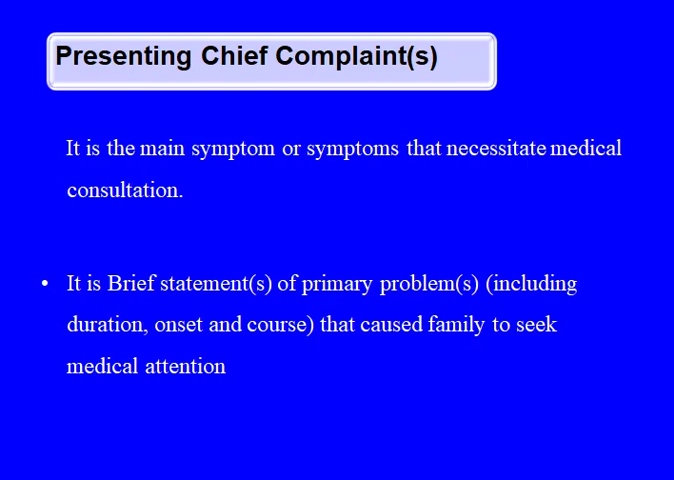 Presenting Chief Complaint(s)
It is the main symptom or symptoms that necessitate medical
consultation.
• It is Brief statement(s) of primary problem(s) (including
duration, onset and course) that caused family to seek
medical attention